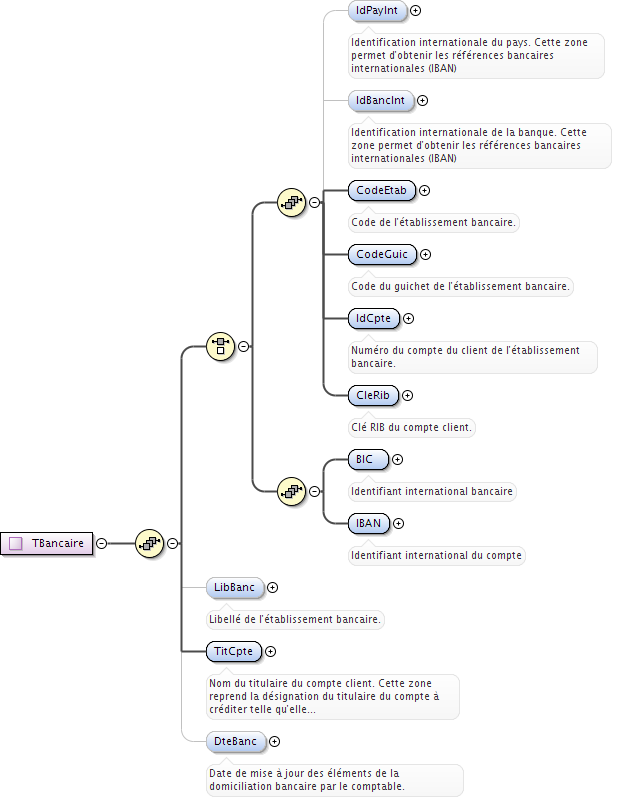 IdPayInt
Identification internationale du pays. Cette zone
permet d'obtenir les références bancaires
internationales (IBAN)
IdBancInt
Identification internationale de la banque. Cette
zone permet d'obtenir les références bancaires
internationales (IBAN)
CodeEtab
Code de l'établissement bancaire.
CodeGuic
Code du guichet de l'établissement bancaire.
IdCpte
Numéro du compte du client de l'établissement
bancaire.
CleRib
Clé RIB du compte client.
BIC
Identifiant international bancaire
IBAN
Identifiant international du compte
TBancaire
LibBanc
Libellé de l'établissement bancaire.
TitCpte
Nom du titulaire du compte client. Cette zone
reprend la désignation du titulaire du compte à
créditer telle qu'elle...
DteBanc
Date de mise à jour des éléments de la
domiciliation bancaire par le comptable.